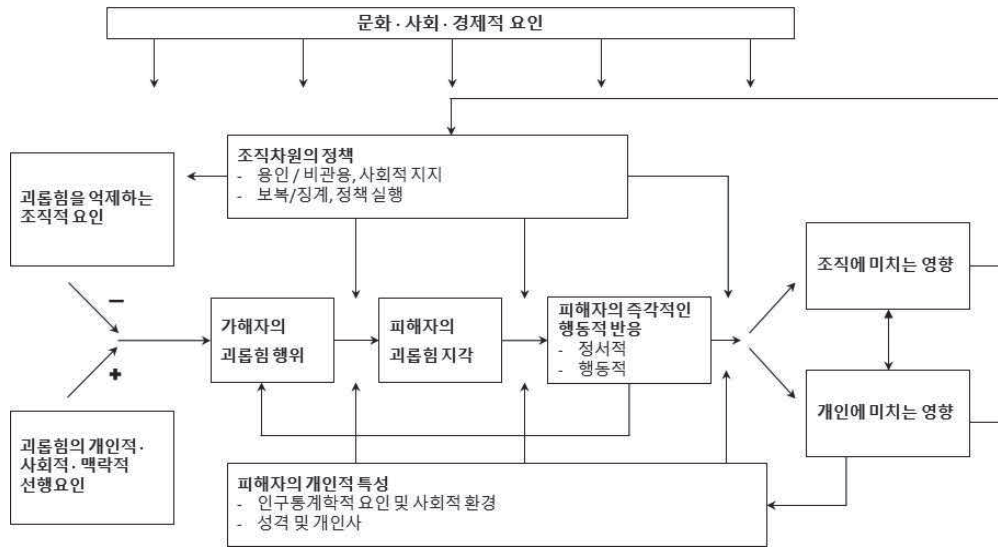 문화 · 사회 · 경제적 요인
조직차원의 정책
- 용인 / 비관용, 사회적 지지
- 보복/징계, 정책 실행
괴롭힘을 억제하는
조직적 요인
조직에 미치는 영향
가해자의
괴롭힘 행위
피해자의
괴롭힘 지각
피해자의 즉각적인
행동적 반응
- 정서적
- 행동적
개인에 미치는 영향
괴롭힘의 개인적·
사회적·맥락적
선행요인
피해자의 개인적 특성
- 인구통계학적 요인 및 사회적 환경
- 성격 및 개인사